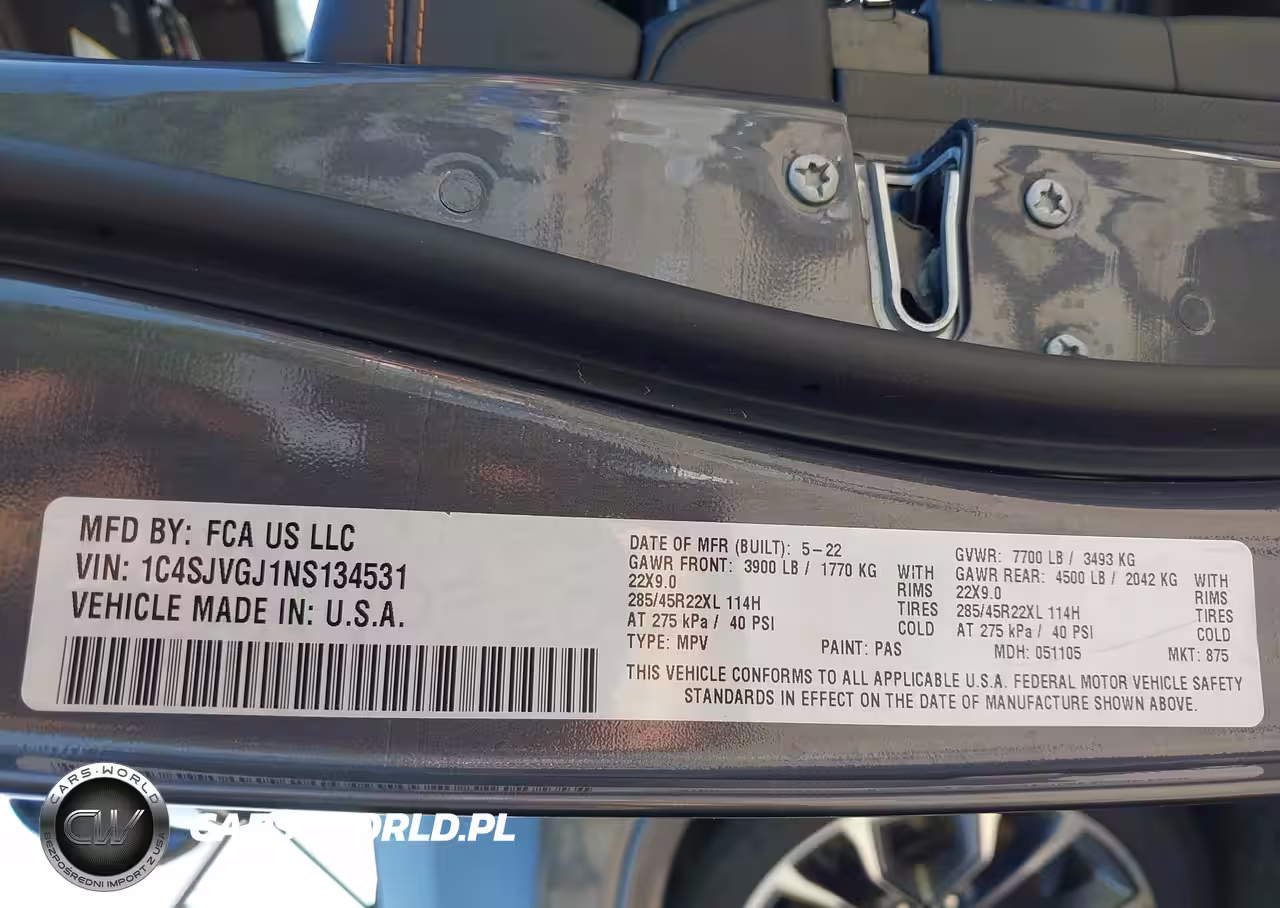 MFD BY: FCA US LLC
VIN: 1C4SJVGJ1NS134531
VEHICLE MADE IN: U.S.A.
DATE OF MFR (BUILT): 5-22
GAWR FRONT: 3900 LB / 1770 KG WITH
22X9.0 RIMS
285/45R22XL 114H TIRES
AT 275 kPa / 40 PSI COLD
TYPE: MPV PAINT: PAS
GVWR: 7700 LB / 3493 KG
GAWR REAR: 4500 LB / 2042 KG WITH
22X9.0 RIMS
285/45R22XL 114H TIRES
AT 275 kPa / 40 PSI COLD
MDH: 051105 MKT: 875
THIS VEHICLE CONFORMS TO ALL APPLICABLE U.S.A. FEDERAL MOTOR VEHICLE SAFETY
STANDARDS IN EFFECT ON THE DATE OF MANUFACTURE SHOWN ABOVE.
CARS-WORLD
CW
BEZPOŚREDNI IMPORT Z USA
CARS-WORLD.PL